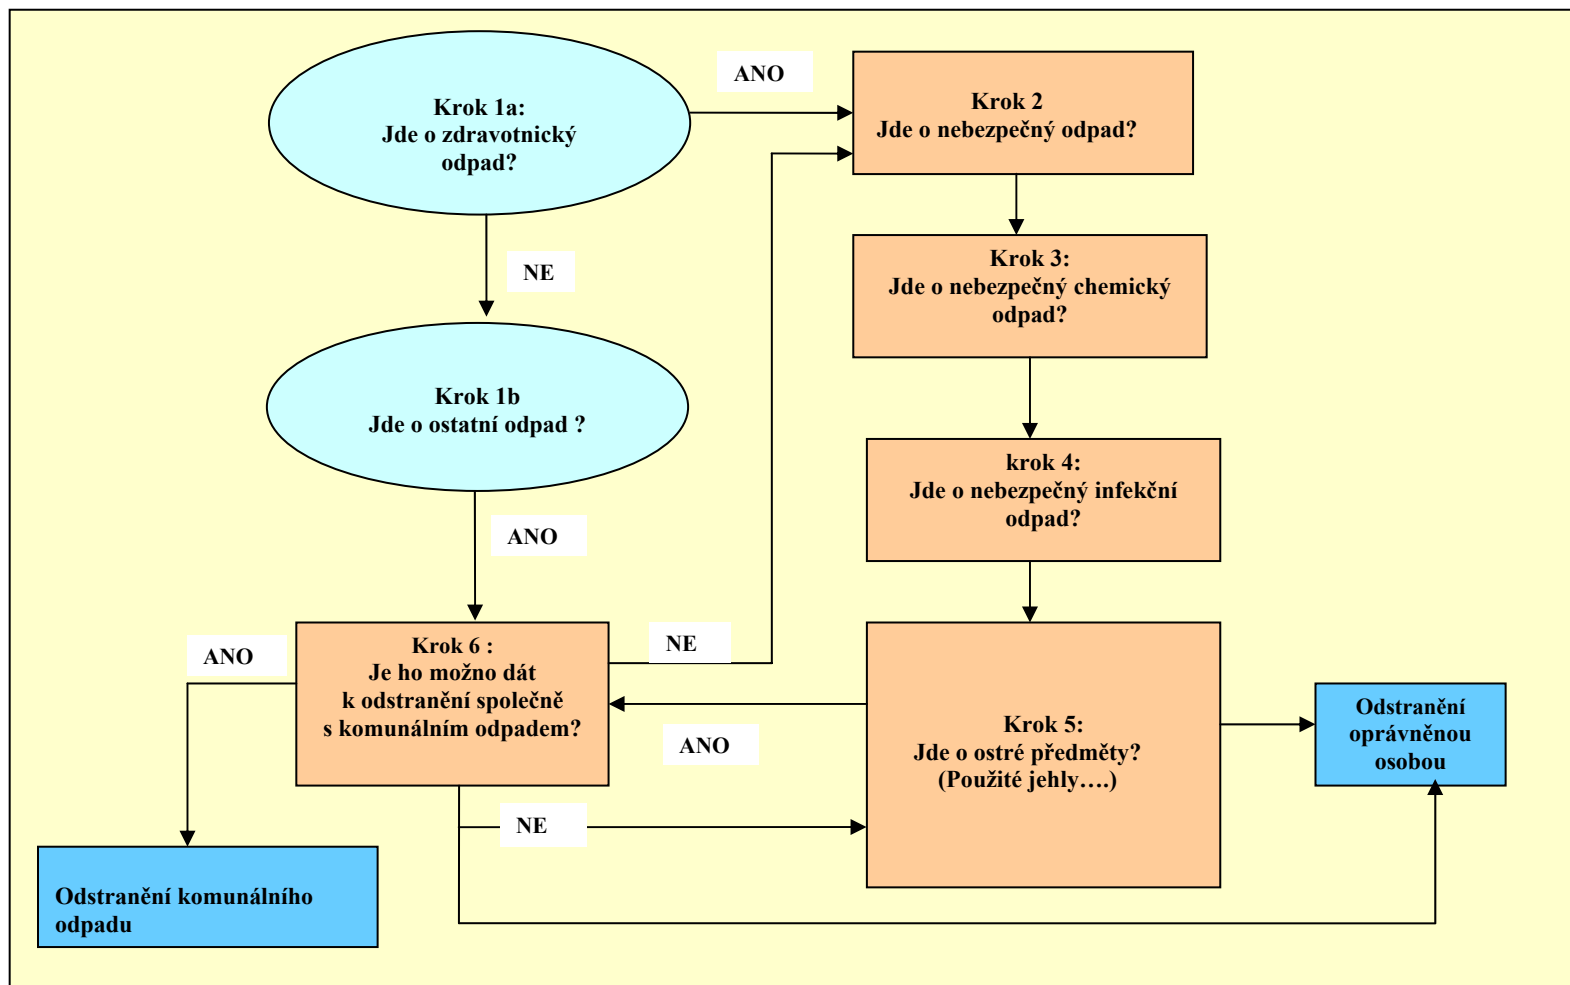 Krok 1a:
Jde o zdravotnický
odpad?
ANO
Krok 2
Jde o nebezpečný odpad?
NE
Krok 3:
Jde o nebezpečný chemický
odpad?
Krok 1b
Jde o ostatní odpad ?
ANO
krok 4:
Jde o nebezpečný infekční
odpad?
ANO
Krok 6 :
Je ho možno dát
k odstranění společně
s komunálním odpadem?
NE
ANO
NE
Krok 5:
Jde o ostré předměty?
(Použité jehly….)
Odstranění
oprávněnou
osobou
Odstranění komunálního
odpadu